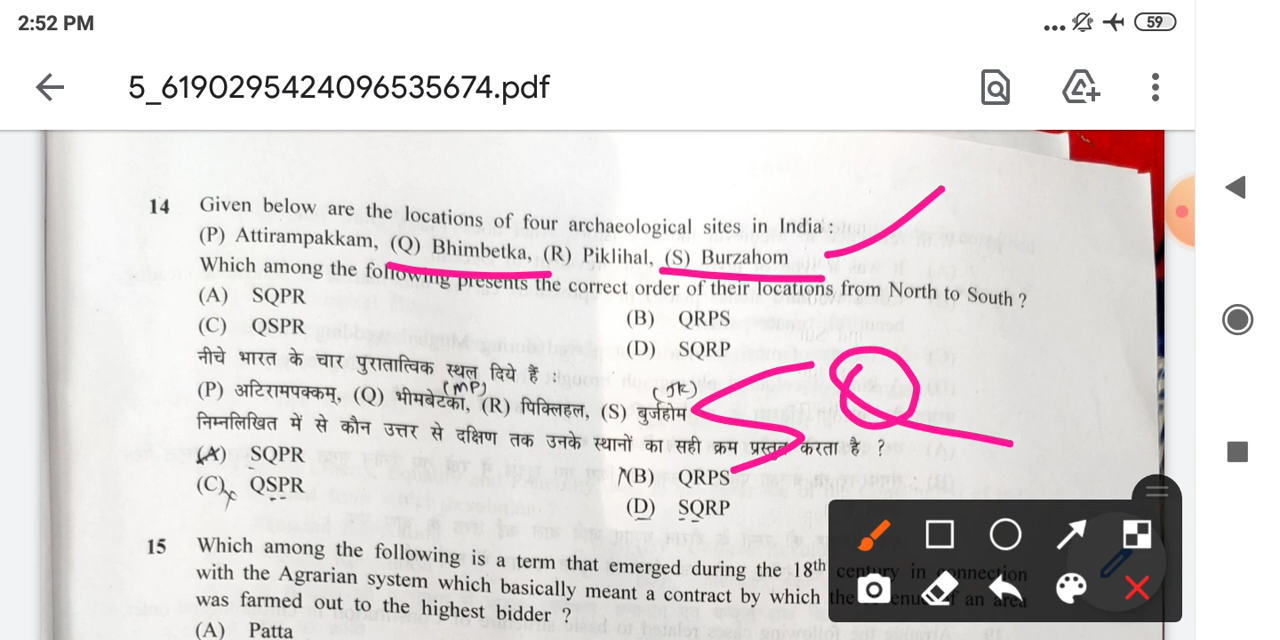 2:52 PM
59
5_6190295424096535674.pdf
14 Given below are the locations of four archaeological sites in India :
(P) Attirampakkam, (Q) Bhimbetka, (R) Piklihal, (S) Burzahom
Which among the following presents the correct order of their locations from North to South ?
(A) SQPR
(B) QRPS
(C) QSPR
(D) SQRP
नीचे भारत के चार पुरातात्विक स्थल दिये हैं :
(MP) (JK)
(P) अटिरामपक्कम्, (Q) भीमबेटका, (R) पिक्लिहल, (S) बुर्जहोम
निम्नलिखित में से कौन उत्तर से दक्षिण तक उनके स्थानों का सही क्रम प्रस्तुत करता है ?
(A) SQPR
(B) QRPS
(C) QSPR
(D) SQRP
S Q
15 Which among the following is a term that emerged during the 18th century in connection
with the Agrarian system which basically meant a contract by which the of an area
was farmed out to the highest bidder ?
(A) Patta